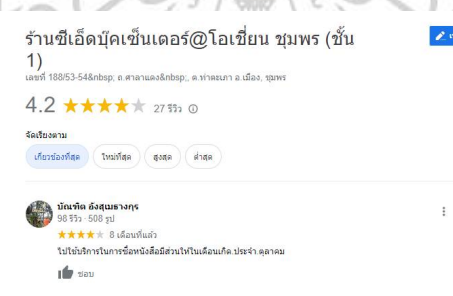 ร้านซีเอ็ดบุ๊คเซ็นเตอร์@โอเชี่ยน ชุมพร (ชั้น
1)
เลขที่ 188/53-54&nbsp; ถ.ศาลาแดง&nbsp;, ต.ท่าตะเภา อ.เมือง, ชุมพร
4.2
27 รีวิว
จัดเรียงตาม
เกี่ยวข้องที่สุด ใหม่ที่สุด สูงสุด ต่ำสุด
บัณฑิต อังสุเมธางกูร
98 รีวิว · 508 รูป
8 เดือนที่แล้ว
ไปใช้บริการในการซื้อหนังสือมีส่วนให้ในเดือนเกิด.ประจำ.ตุลาคม
ชอบ